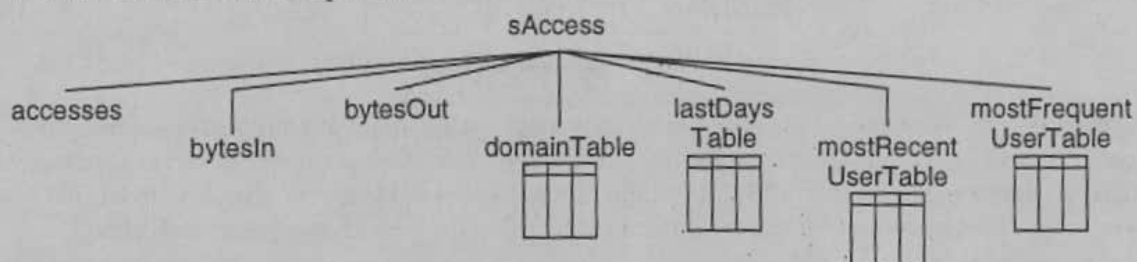 sAccess
accesses
bytesIn
bytesOut
domainTable
lastDays
Table
mostRecent
UserTable
mostFrequent
UserTable